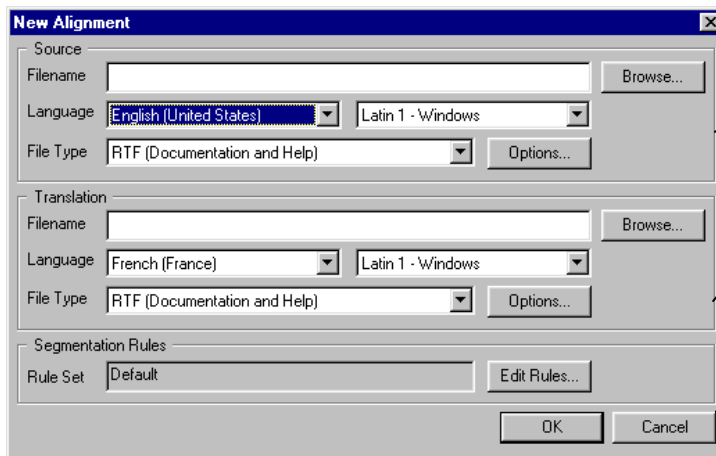 New Alignment
Source
Filename Browse...
Language English (United States) Latin 1 - Windows
File Type RTF (Documentation and Help) Options...
Translation
Filename Browse...
Language French (France) Latin 1 - Windows
File Type RTF (Documentation and Help) Options...
Segmentation Rules
Rule Set Default Edit Rules...
OK Cancel